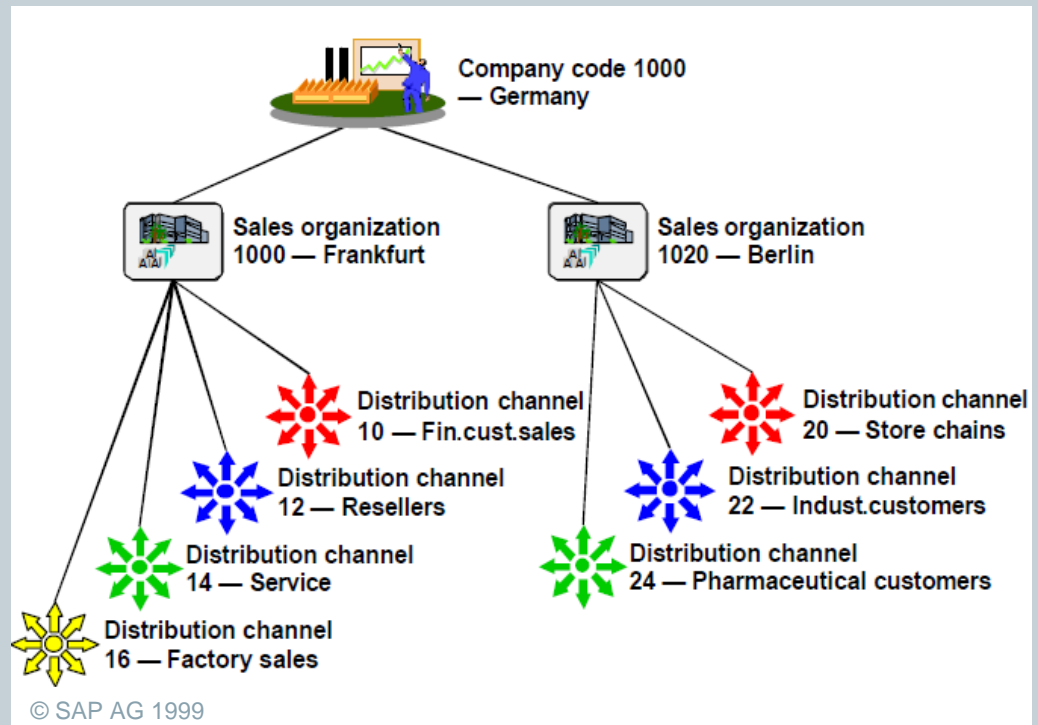 Company code 1000
— Germany
Sales organization
1000 — Frankfurt
Sales organization
1020 — Berlin
Distribution channel
10 — Fin.cust.sales
Distribution channel
20 — Store chains
Distribution channel
12 — Resellers
Distribution channel
22 — Indust.customers
Distribution channel
14 — Service
Distribution channel
24 — Pharmaceutical customers
Distribution channel
16 — Factory sales
© SAP AG 1999